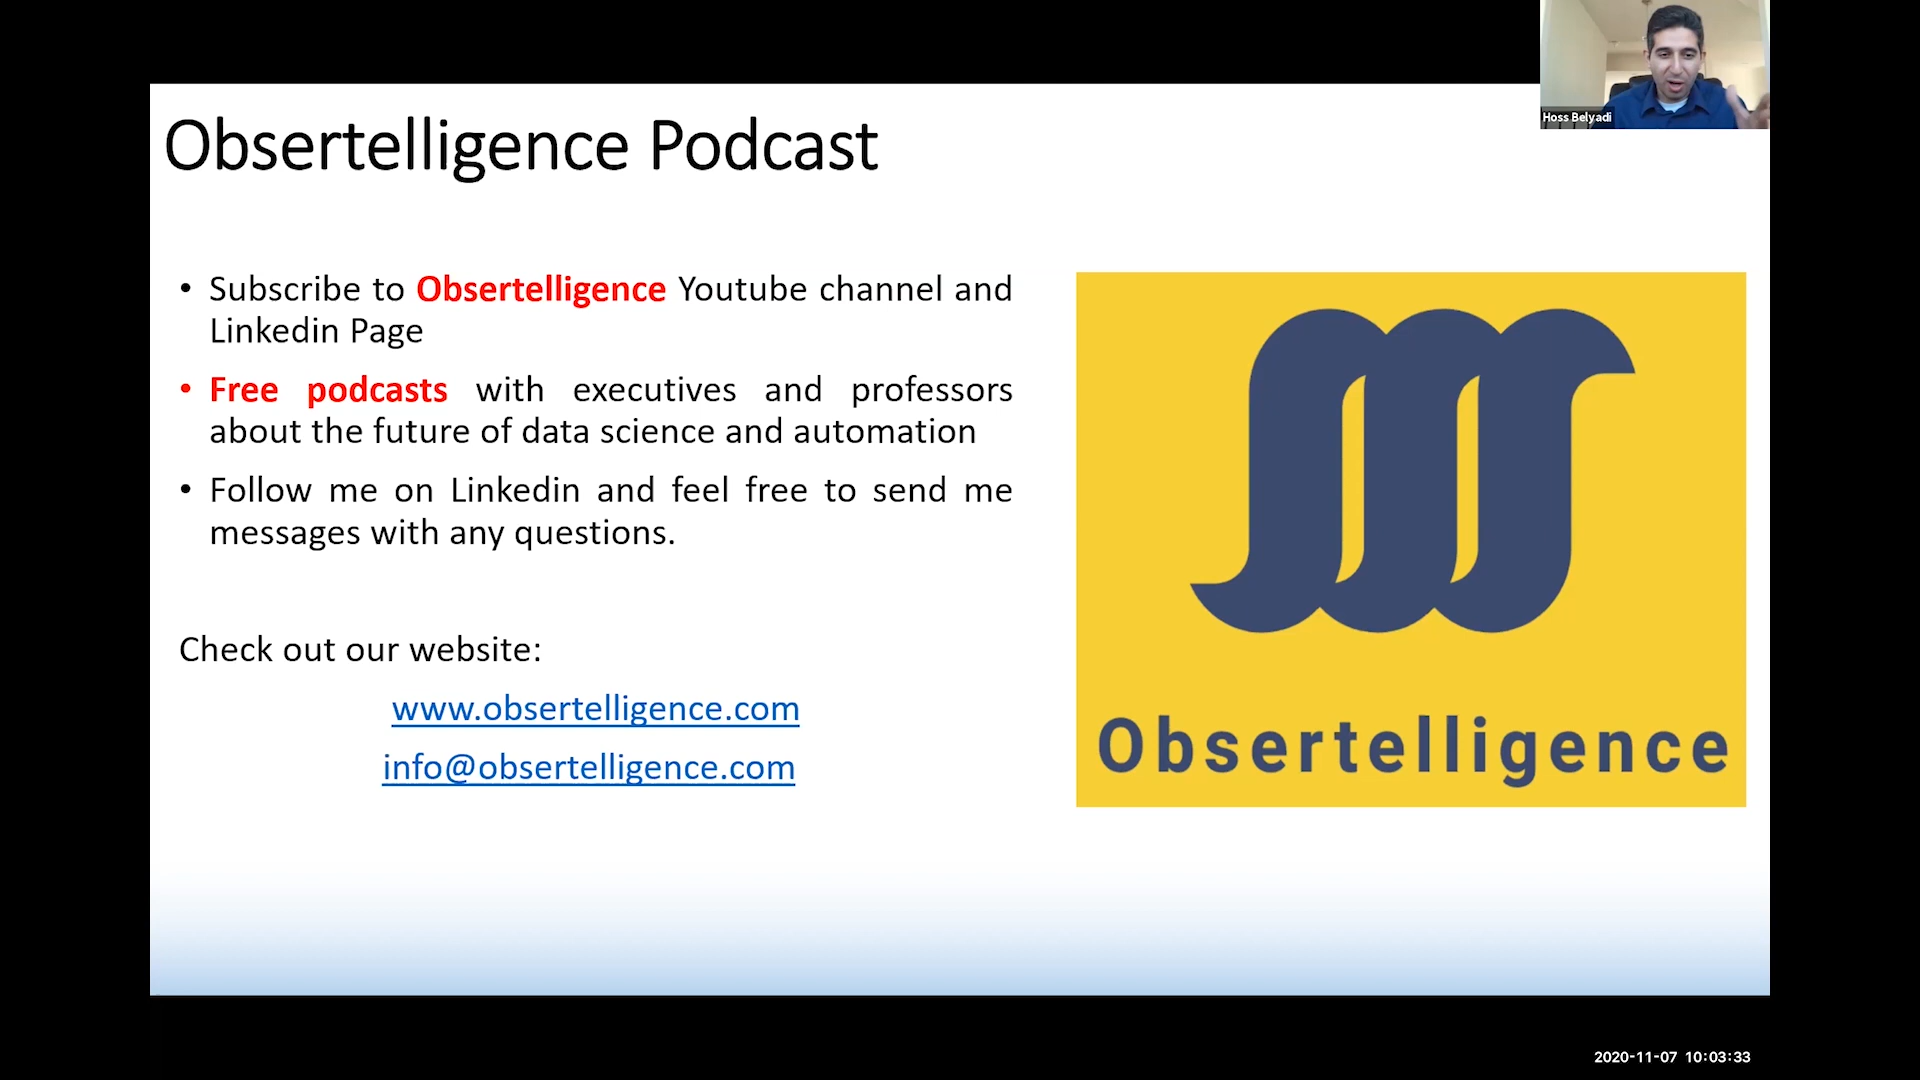 Hoss Belyadi
Obsertelligence Podcast
• Subscribe to Obsertelligence Youtube channel and
Linkedin Page
• Free podcasts with executives and professors
about the future of data science and automation
• Follow me on Linkedin and feel free to send me
messages with any questions.
Check out our website:
www.obsertelligence.com
info@obsertelligence.com
Obsertelligence
2020-11-07 10:03:33